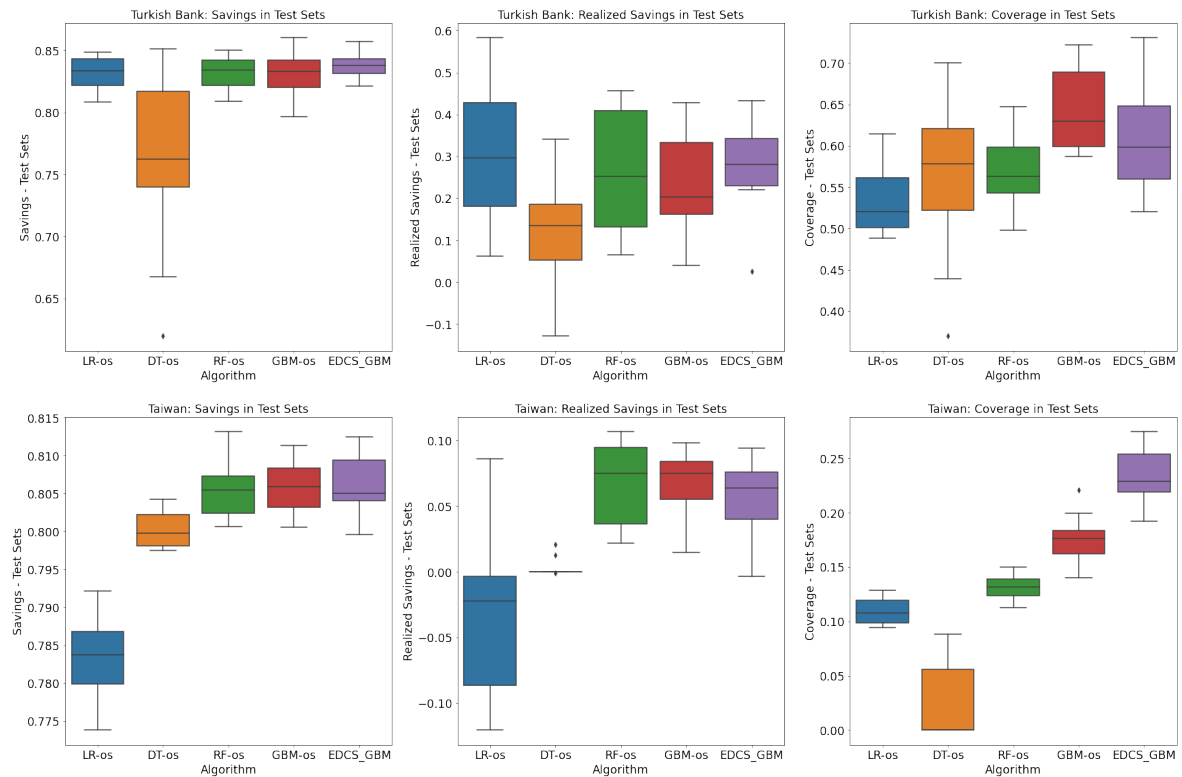 Turkish Bank: Savings in Test Sets
Savings - Test Sets
0.85
0.80
0.75
0.70
0.65
LR-os DT-os RF-os GBM-os EDCS_GBM
Algorithm
Turkish Bank: Realized Savings in Test Sets
Realized Savings - Test Sets
0.6
0.5
0.4
0.3
0.2
0.1
0.0
−0.1
LR-os DT-os RF-os GBM-os EDCS_GBM
Algorithm
Turkish Bank: Coverage in Test Sets
Coverage - Test Sets
0.70
0.65
0.60
0.55
0.50
0.45
0.40
LR-os DT-os RF-os GBM-os EDCS_GBM
Algorithm
Taiwan: Savings in Test Sets
Savings - Test Sets
0.815
0.810
0.805
0.800
0.795
0.790
0.785
0.780
0.775
LR-os DT-os RF-os GBM-os EDCS_GBM
Algorithm
Taiwan: Realized Savings in Test Sets
Realized Savings - Test Sets
0.10
0.05
0.00
−0.05
−0.10
LR-os DT-os RF-os GBM-os EDCS_GBM
Algorithm
Taiwan: Coverage in Test Sets
Coverage - Test Sets
0.25
0.20
0.15
0.10
0.05
0.00
LR-os DT-os RF-os GBM-os EDCS_GBM
Algorithm